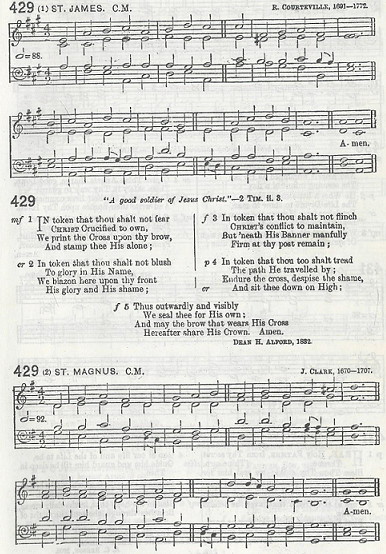 429 (1) ST. JAMES. C.M. R. COURTEVILLE, 1691—1772.
=88.
A-men.
429 "A good soldier of Jesus Christ."—2 TIM. ii. 3.
mf 1 IN token that thou shalt not fear
CHRIST Crucified to own,
We print the Cross upon thy brow,
And stamp thee His alone;
cr 2 In token that thou shalt not blush
To glory in His Name,
We blazon here upon thy front
His glory and His shame;
f 3 In token that thou shalt not flinch
CHRIST'S conflict to maintain,
But 'neath His Banner manfully
Firm at thy post remain;
p 4 In token that thou too shalt tread
The path He travelled by;
Endure the cross, despise the shame,
cr And sit thee down on High;
f 5 Thus outwardly and visibly
We seal thee for His own;
And may the brow that wears His Cross
Hereafter share His Crown. Amen.
DEAN H. ALFORD, 1832.
429 (2) ST. MAGNUS. C.M. J. CLARK, 1670—1707.
=92.
A-men.